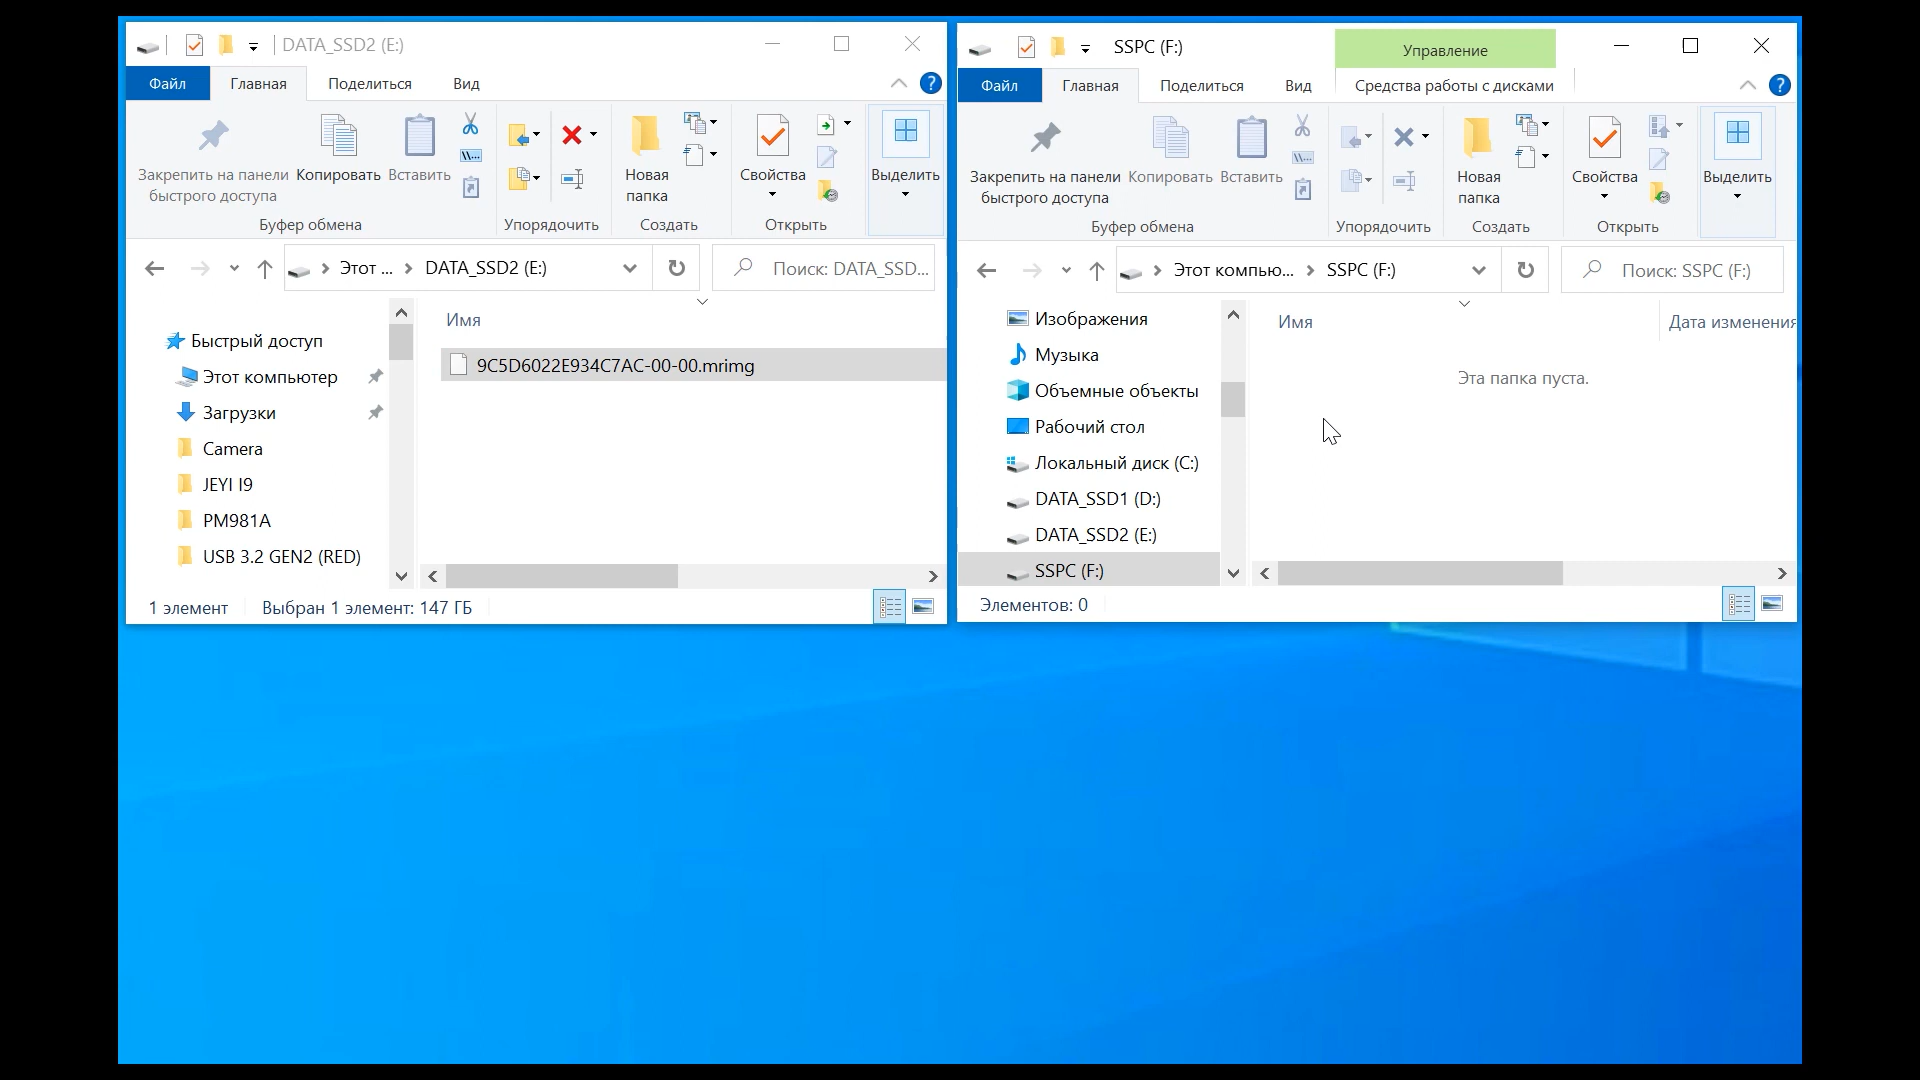 DATA_SSD2 (E:)
Файл
Главная
Поделиться
Вид
Закрепить на панели
быстрого доступа
Копировать
Вставить
Новая
папка
Свойства
Выделить
Буфер обмена
Упорядочить
Создать
Открыть
Этот ...
DATA_SSD2 (E:)
Поиск: DATA_SSD...
Быстрый доступ
Этот компьютер
Загрузки
Camera
JEYI I9
PM981A
USB 3.2 GEN2 (RED)
Имя
9C5D6022E934C7AC-00-00.mrimg
1 элемент
Выбран 1 элемент: 147 ГБ
SSPC (F:)
Управление
Файл
Главная
Поделиться
Вид
Средства работы с дисками
Закрепить на панели
быстрого доступа
Копировать
Вставить
Новая
папка
Свойства
Выделить
Буфер обмена
Упорядочить
Создать
Открыть
Этот компью...
SSPC (F:)
Поиск: SSPC (F:)
Изображения
Музыка
Объемные объекты
Рабочий стол
Локальный диск (C:)
DATA_SSD1 (D:)
DATA_SSD2 (E:)
SSPC (F:)
Имя
Дата изменения
Эта папка пуста.
Элементов: 0